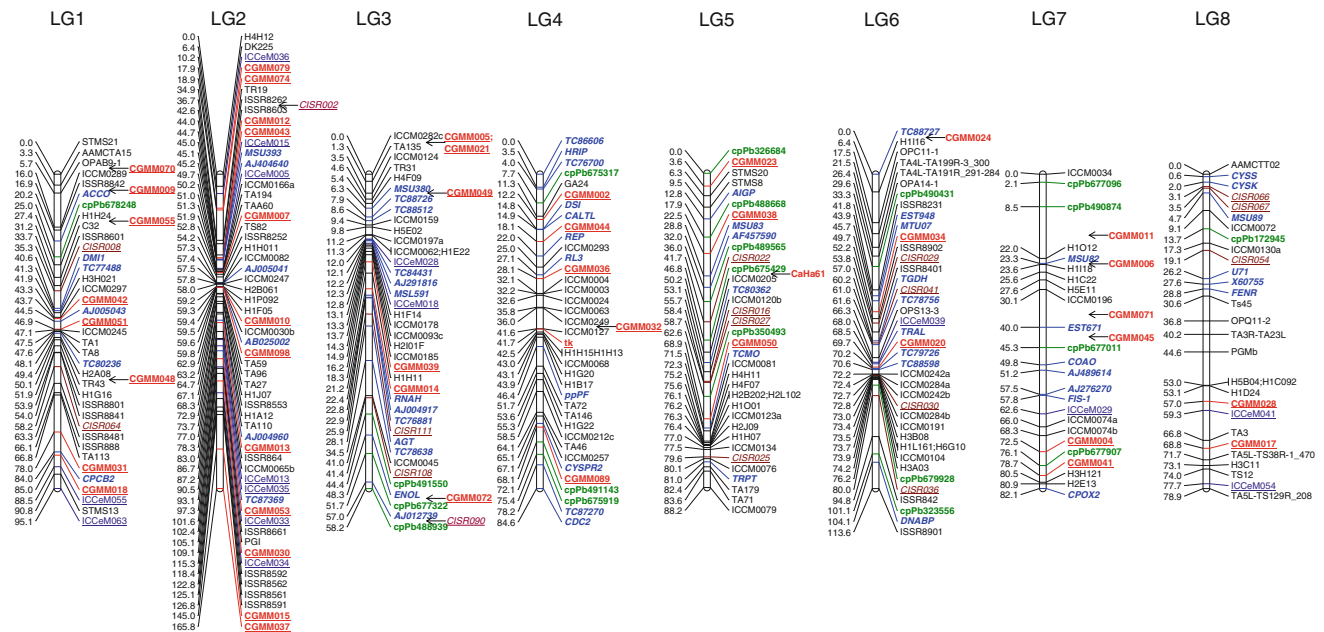 LG1
0.0
3.3
5.7
16.0
16.9
20.2
25.0
27.4
31.2
33.7
35.3
40.6
41.3
43.0
43.7
44.5
46.9
47.1
47.5
47.6
48.1
49.4
50.1
51.9
53.9
54.0
58.2
63.3
66.1
66.8
78.0
84.0
85.0
88.5
90.8
95.1
STMS21
AAMCTA15
OPAB9-1
ICCM0289
ISSR8842
ACCO
cpPb678248
H1H24
C32
ISSR8601
CISR008
DMI1
TC77488
H3H021
ICCM0297
CGMM042
AJ005043
CGMM051
ICCM0245
TA1
TA8
TC80236
H2A08
TR43
H1G16
ISSR8801
ISSR8841
CISR064
ISSR8481
ISSR888
TA113
CGMM031
CPCB2
CGMM018
ICCeM055
STMS13
ICCeM063
CGMM070
CGMM009
CGMM055
CGMM048
LG2
0.0
6.4
10.2
17.9
18.9
34.9
36.7
42.6
44.0
44.7
45.0
45.1
45.2
49.7
50.2
51.0
51.3
51.9
52.8
54.2
57.3
57.4
57.5
57.7
57.8
58.0
59.2
59.3
59.4
59.5
59.6
59.8
62.9
63.2
64.7
67.1
68.3
72.9
73.7
77.0
78.3
83.0
86.7
87.2
90.5
93.1
97.3
101.6
102.4
105.1
109.1
115.3
118.4
122.8
125.1
126.8
145.0
165.8
H4H12
DK225
ICCeM036
CGMM079
CGMM074
TR19
ISSR8262
ISSR8603
CGMM012
CGMM043
ICCeM015
MSU393
AJ404640
ICCeM005
ICCM0166a
TA194
TAA60
CGMM007
TS82
ISSR8252
H1H011
ICCM0082
AJ005041
ICCM0247
H2B061
H1P092
H1F05
CGMM010
ICCM0030b
AB025002
CGMM098
TA59
TA96
TA27
H1J07
ISSR8553
H1A12
TA110
AJ004960
CGMM013
ISSR864
ICCM0065b
ICCeM013
ICCeM035
TC87369
CGMM053
ICCeM033
ISSR8661
PGI
CGMM030
ICCeM034
ISSR8592
ISSR8562
ISSR8561
ISSR8591
CGMM015
CGMM037
CISR002
LG3
0.0
1.3
3.5
4.6
5.4
6.3
7.9
8.6
9.4
9.8
11.2
11.3
12.0
12.1
12.2
12.3
12.8
13.1
13.3
13.7
14.3
14.9
16.2
18.3
21.2
22.4
22.8
25.9
28.1
34.5
41.0
41.4
44.4
48.3
51.7
57.0
58.2
ICCM0282c
TA135
ICCM0124
TR31
H4F09
MSU380
TC88726
TC88512
ICCM0159
H5E02
ICCM0197a
ICCM0062;H1E22
ICCeM028
TC84431
AJ291816
MSL591
ICCeM018
H1F14
ICCM0178
ICCM0093c
H2I01F
ICCM0185
CGMM039
H1H11
CGMM014
RNAH
AJ004917
TC76881
CISR111
AGT
TC78638
ICCM0045
CISR108
cpPb491550
ENOL
cpPb677322
AJ012739
cpPb488939
CGMM005;
CGMM021
CGMM049
CGMM072
CISR090
LG4
0.0
3.5
4.0
7.7
11.3
12.2
14.8
14.9
18.1
22.0
25.0
27.1
28.1
31.1
32.2
32.6
33.8
35.8
36.0
41.6
41.7
42.5
42.6
43.0
43.1
43.9
46.4
51.7
53.6
55.3
58.5
64.1
65.1
67.2
68.1
72.1
75.4
78.2
84.6
TC86606
HRIP
TC76700
cpPb675317
GA24
CGMM002
DSI
CALTL
CGMM044
REP
ICCM0293
RL3
CGMM036
ICCM0004
ICCM0003
ICCM0024
ICCM0063
ICCM0249
ICCM0127
tk
H1H15H1H13
ICCM0068
H1G20
H1B17
ppPF
TA72
TA146
H1G22
ICCM0212c
TA46
ICCM0257
CYSPR2
CGMM089
cpPb491143
cpPb675919
TC87270
CDC2
CGMM032
LG5
0.0
3.6
6.3
9.5
12.8
17.9
22.5
28.8
32.0
36.0
41.0
46.8
52.0
53.1
55.7
58.4
58.7
62.6
68.9
71.5
72.3
75.2
75.6
76.1
76.2
76.3
76.4
77.0
77.5
79.6
80.1
81.0
82.4
83.6
88.2
cpPb326684
CGMM023
STMS20
STMS8
AIGP
cpPb488668
CGMM038
MSU83
AF457590
cpPb489565
CISR022
cpPb675429
ICCM0205
TC80362
ICCM0120b
CISR016
CISR027
cpPb350493
CGMM050
TCMO
ICCM0081
H4H11
H4F07
H2B202;H2L102
H1O01
ICCM0123a
H2J09
H1H07
ICCM0134
CISR025
ICCM0076
TRPT
TA179
TA71
ICCM0079
CaHa61
LG6
0.0
6.4
17.5
21.5
26.4
29.6
33.3
41.8
43.9
45.7
49.7
52.2
53.8
57.0
60.2
61.0
61.6
63.9
66.3
68.0
68.5
69.7
70.2
70.6
72.2
72.4
72.7
72.8
73.0
73.6
73.7
73.9
74.2
76.2
79.2
94.8
101.1
104.1
113.6
TC88727
H1I16
OPC11-1
TA4L-TA199R-3_300
TA4L-TA191R_291-284
OPA14-1
cpPb490431
ISSR8231
EST948
MTU07
CGMM034
ISSR8902
CISR029
ISSR8401
TGDH
CISR041
TC78756
OPS13-3
ICCeM039
TRAL
CGMM020
TC79726
TC88598
ICCM0242a
ICCM0284a
ICCM0242b
CISR030
ICCM0284b
ICCM0191
H3B08
H1L161;H6G10
ICCM0104
H3A03
cpPb679928
CISR036
ISSR842
cpPb323556
DNABP
ISSR8901
CGMM024
LG7
0.0
2.1
8.5
22.0
23.3
23.6
25.6
27.6
30.1
40.0
45.3
49.8
51.2
57.5
57.8
62.6
66.0
68.3
72.5
76.1
78.7
80.5
80.9
82.1
ICCM0034
cpPb677096
cpPb490874
H1O12
MSU82
H1I18
H1C22
H5E11
ICCM0196
EST671
cpPb677011
COAO
AJ489614
AJ276270
FIS-1
ICCeM029
ICCM0074a
ICCM0074b
CGMM004
cpPb677907
CGMM041
H3H121
H2E13
CPOX2
CGMM011
CGMM006
CGMM071
CGMM045
LG8
0.0
0.6
2.0
3.1
3.5
4.7
9.1
13.7
17.3
19.1
26.2
27.6
28.8
30.6
36.8
40.2
44.6
53.0
53.1
57.0
59.3
66.8
68.8
71.7
73.1
74.0
77.7
78.9
AAMCTT02
CYSS
CYSK
CISR066
CISR067
MSU89
ICCM0072
cpPb172945
ICCM0130a
CISR054
U71
X60755
FENR
Ts45
OPQ11-2
TA3R-TA23L
PGMb
H5B04;H1C092
H1D24
CGMM028
ICCeM041
TA3
CGMM017
TA5L-TS38R-1_470
H3C11
TS12
ICCeM054
TA5L-TS129R_208